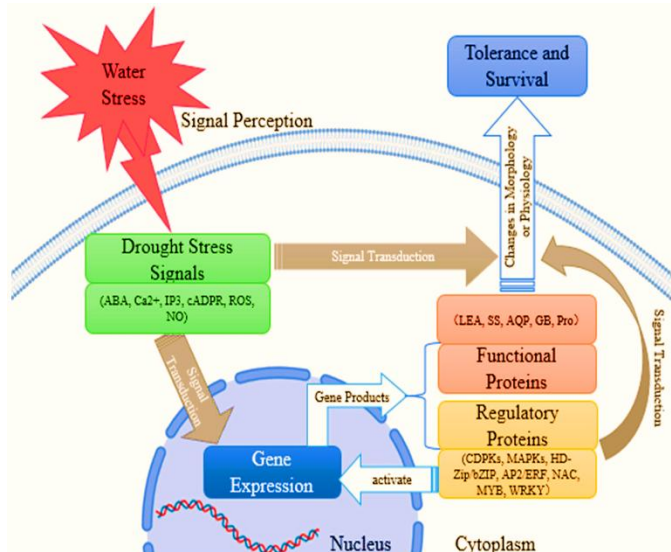 Water
Stress
Signal Perception
Tolerance and
Survival
Changes in Morphology
or Physiology
Drought Stress
Signals
(ABA, Ca2+, IP3, cADPR, ROS,
NO)
Signal Transduction
Signal
Transduction
(LEA, SS, AQP, GB, Pro)
Functional
Proteins
Regulatory
Proteins
(CDPKs, MAPKs, HD-
Zip/bZIP, AP2/ERF, NAC,
MYB, WRKY)
Signal Transduction
Gene Products
Gene
Expression
activate
Nucleus
Cytoplasm